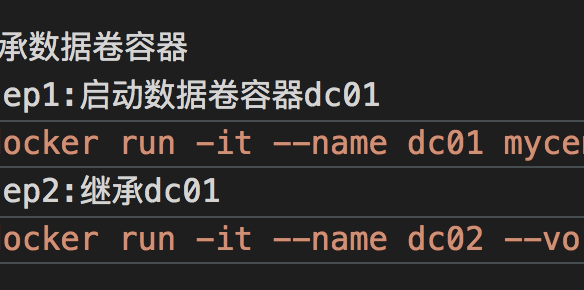 承数据卷容器
ep1:启动数据卷容器dc01
ocker run -it --name dc01 mycen
ep2:继承dc01
ocker run -it --name dc02 --vo